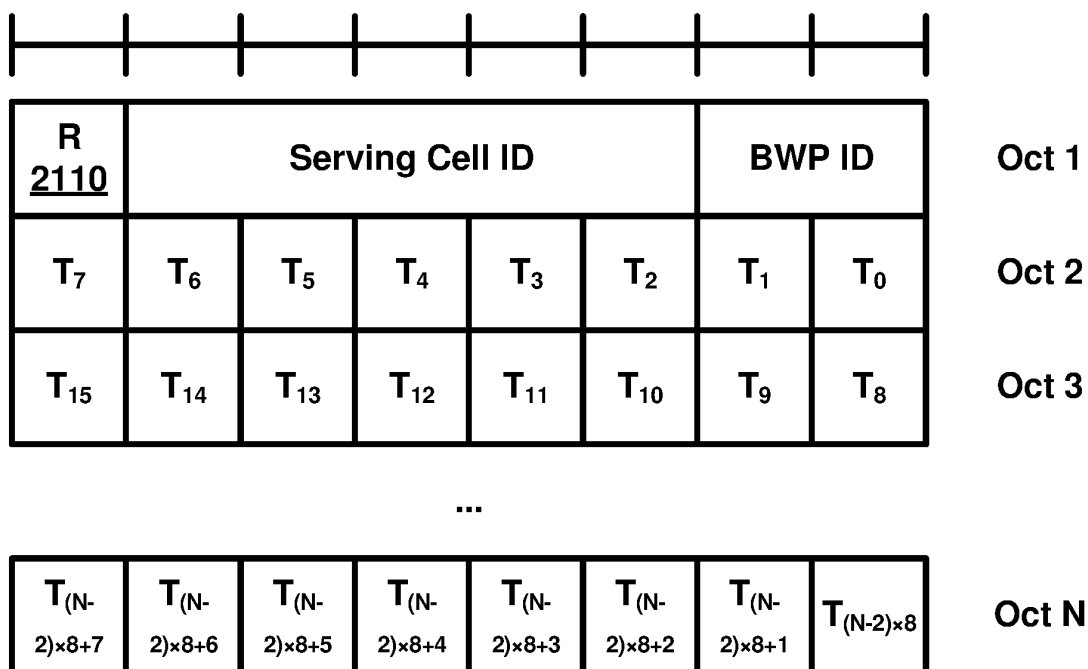 R 2110 Serving Cell ID BWP ID Oct 1
T7 T6 T5 T4 T3 T2 T1 T0 Oct 2
T15 T14 T13 T12 T11 T10 T9 T8 Oct 3
...
T(N-2)×8+7 T(N-2)×8+6 T(N-2)×8+5 T(N-2)×8+4 T(N-2)×8+3 T(N-2)×8+2 T(N-2)×8+1 T(N-2)×8 Oct N